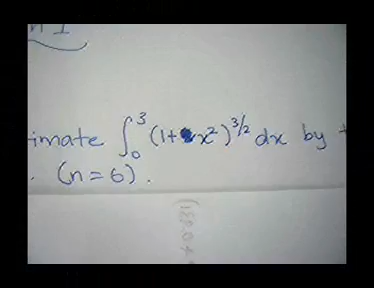 imate ∫₀³ (1+x²)^3/2 dx by
(n=6).